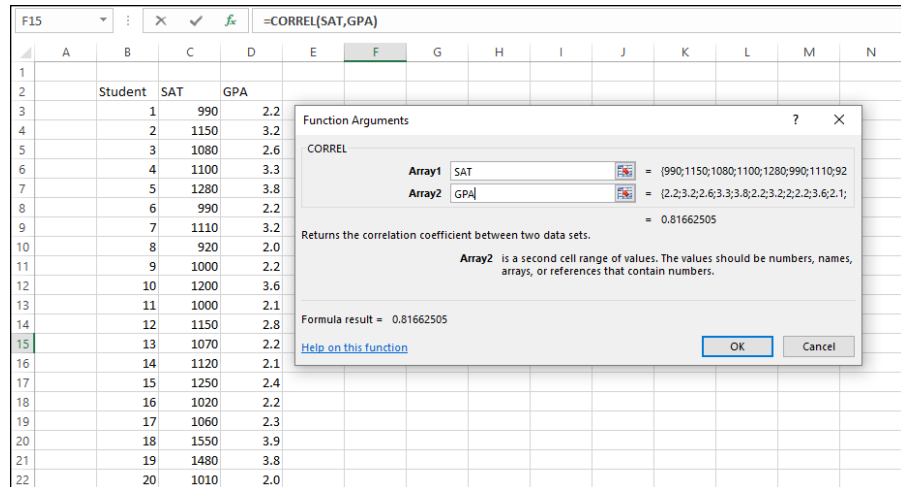 F15 fx =CORREL(SAT,GPA)
A B C D E F G H I J K L M N
1
2 Student SAT GPA
3 1 990 2.2
4 2 1150 3.2
5 3 1080 2.6
6 4 1100 3.3
7 5 1280 3.8
8 6 990 2.2
9 7 1110 3.2
10 8 920 2.0
11 9 1000 2.2
12 10 1200 3.6
13 11 1000 2.1
14 12 1150 2.8
15 13 1070 2.2
16 14 1120 2.1
17 15 1250 2.4
18 16 1020 2.2
19 17 1060 2.3
20 18 1550 3.9
21 19 1480 3.8
22 20 1010 2.0
Function Arguments ?
CORREL
Array1 SAT = {990;1150;1080;1100;1280;990;1110;92
Array2 GPA = {2.2;3.2;2.6;3.3;3.8;2.2;3.2;2;2.2;3.6;2.1;
= 0.81662505
Returns the correlation coefficient between two data sets.
Array2 is a second cell range of values. The values should be numbers, names,
arrays, or references that contain numbers.
Formula result = 0.81662505
Help on this function OK Cancel